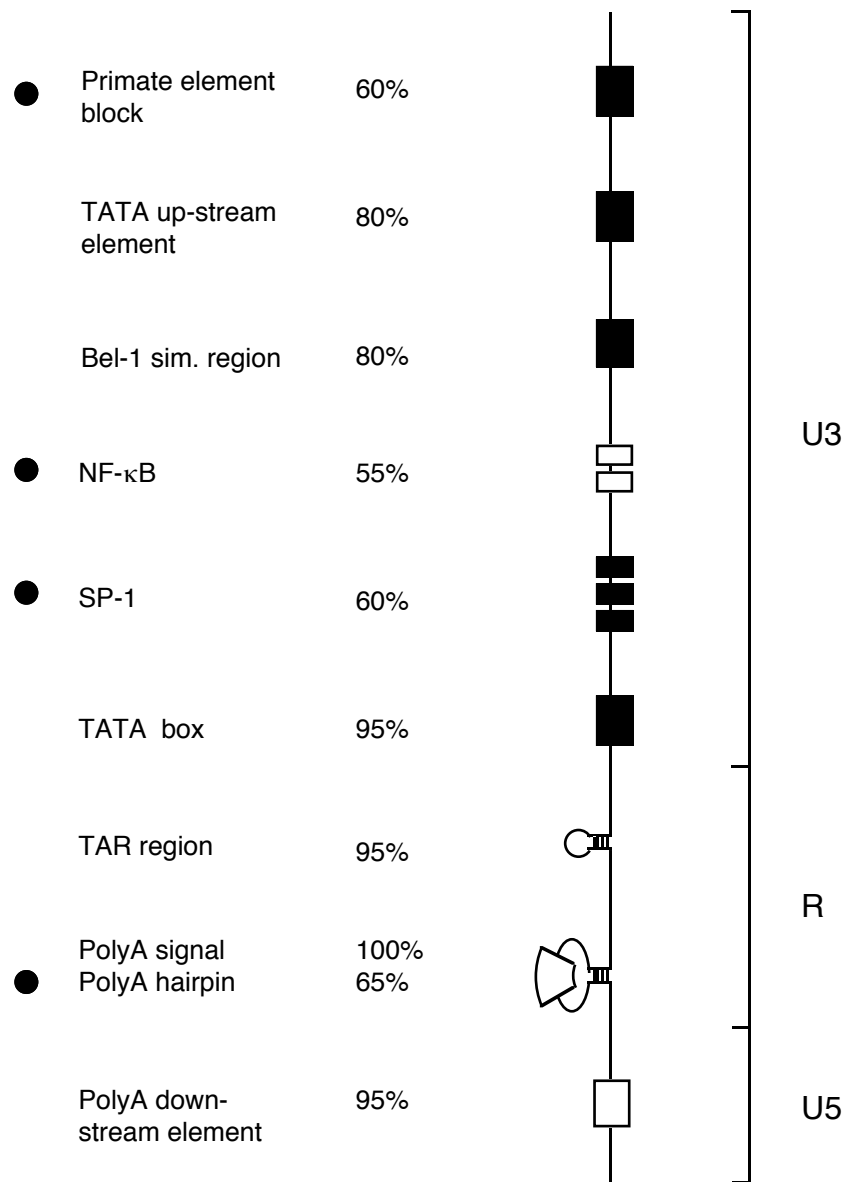 Primate element 60%
block
TATA up-stream 80%
element
Bel-1 sim. region 80%
U3
NF-κB 55%
SP-1 60%
TATA box 95%
TAR region 95%
R
PolyA signal 100%
PolyA hairpin 65%
PolyA down- 95%
stream element
U5